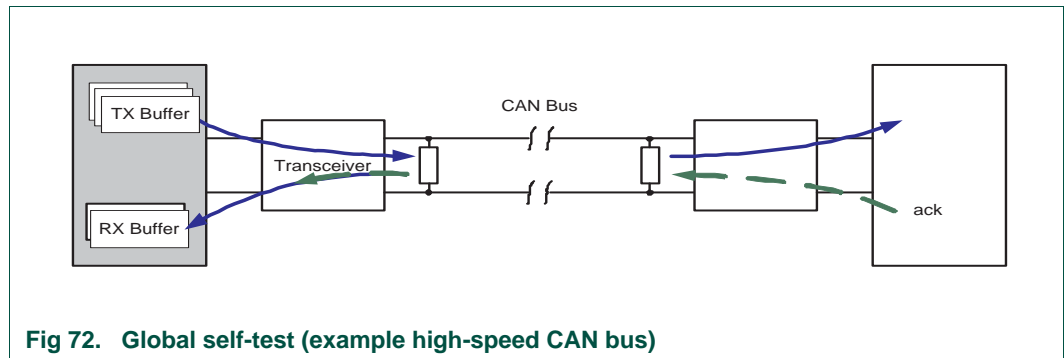 TX Buffer
CAN Bus
Transceiver
RX Buffer
ack
Fig 72. Global self-test (example high-speed CAN bus)